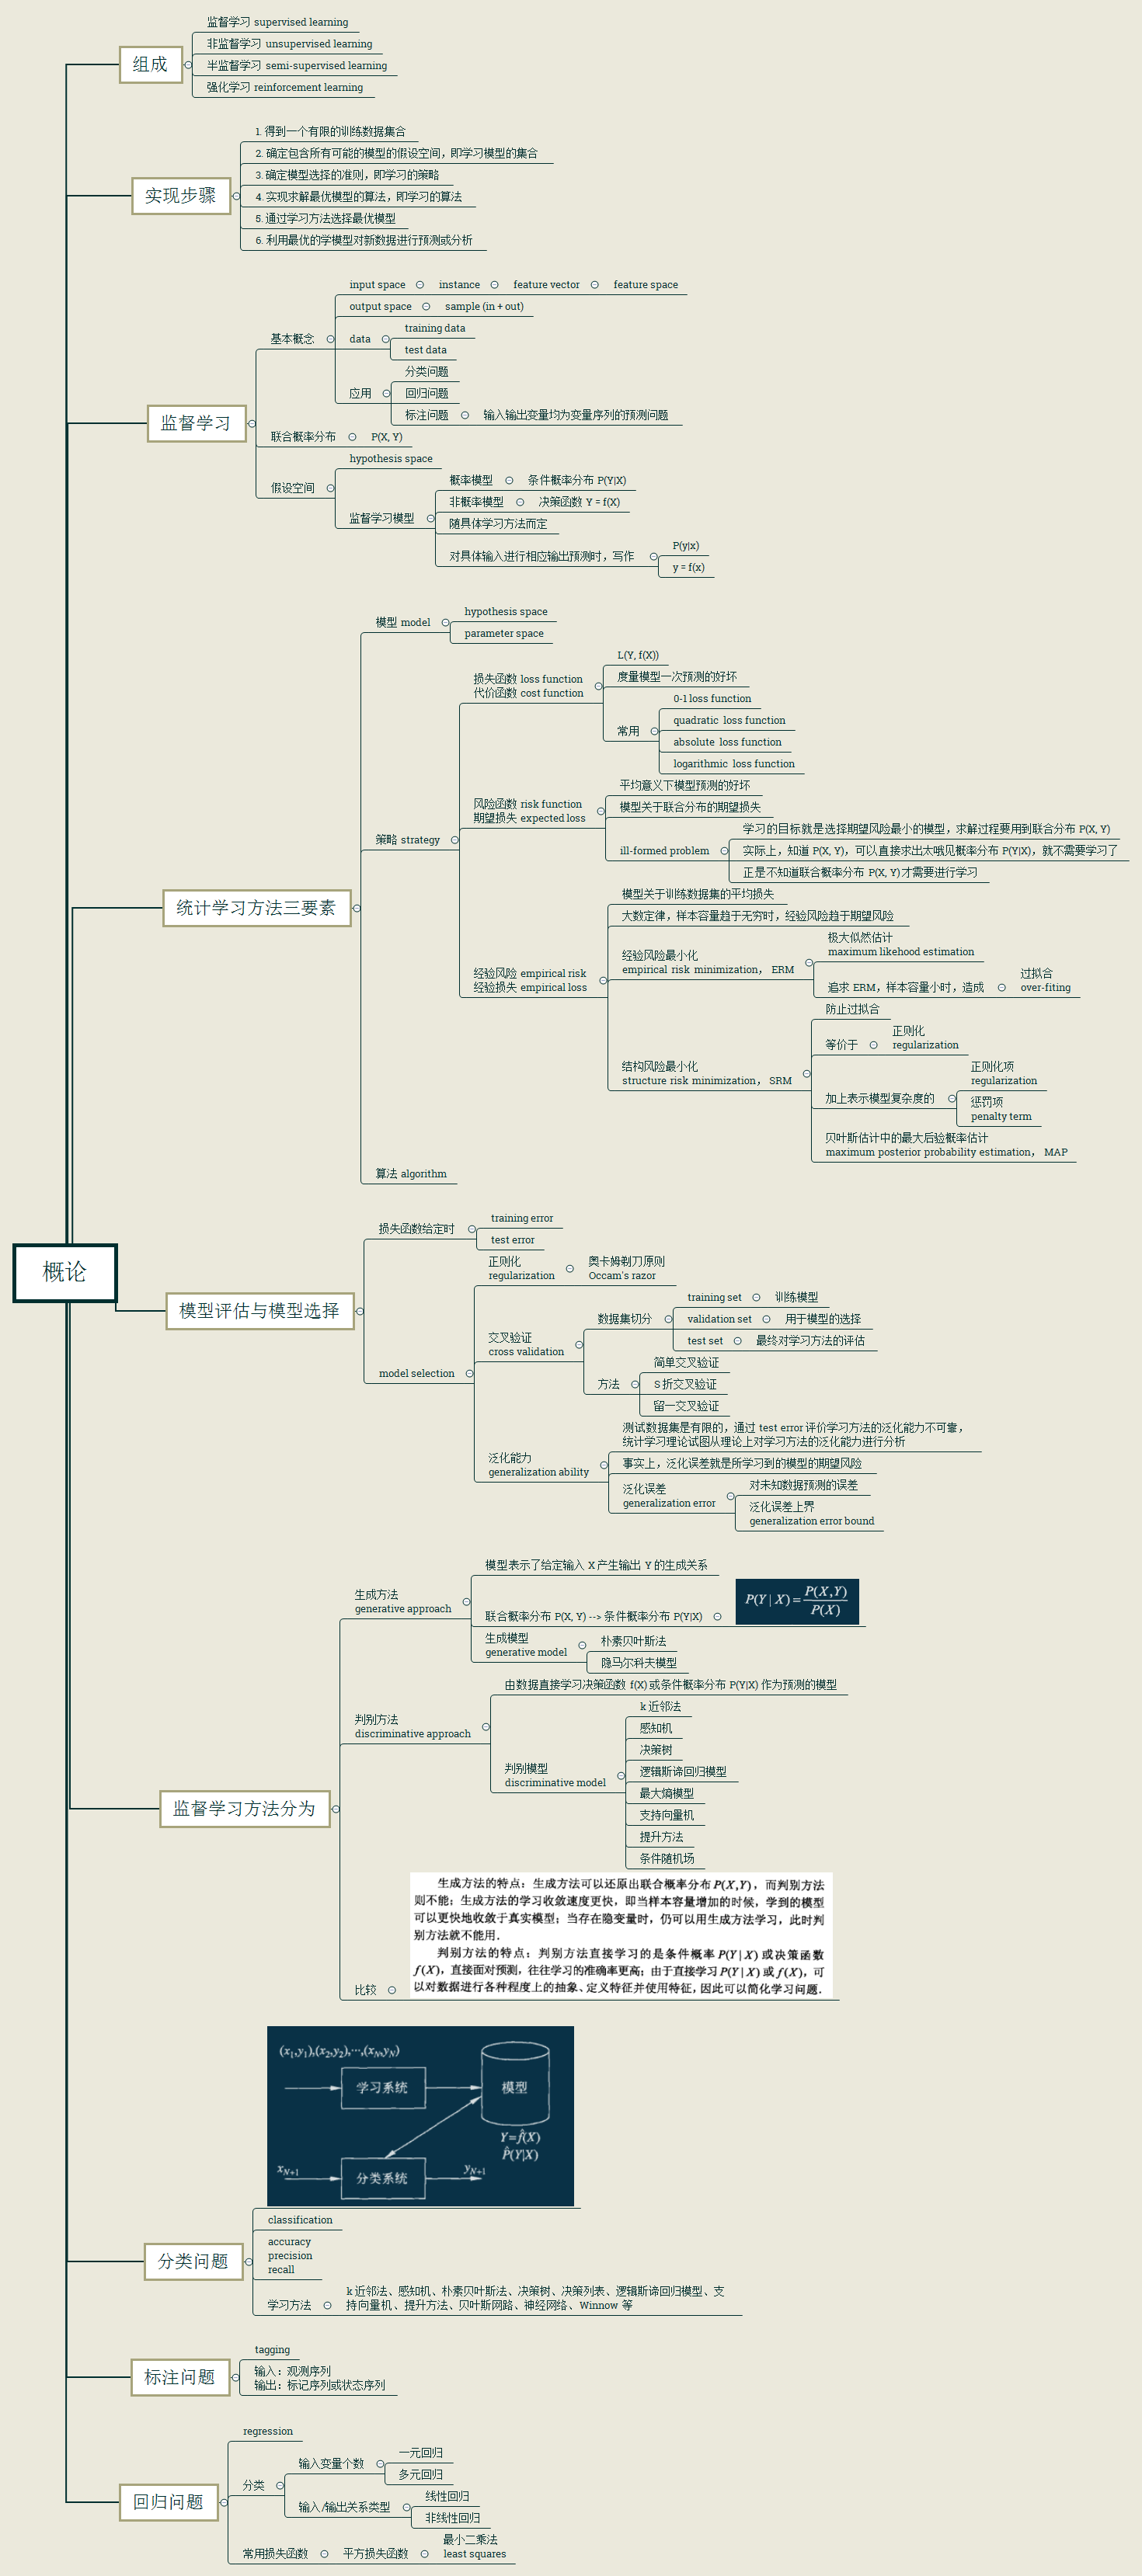 组成
监督学习 supervised learning
非监督学习 unsupervised learning
半监督学习 semi-supervised learning
强化学习 reinforcement learning
实现步骤
1. 得到一个有限的训练数据集合
2. 确定包含所有可能的模型的假设空间，即学习模型的集合
3. 确定模型选择的准则，即学习的策略
4. 实现求解最优模型的算法，即学习的算法
5. 通过学习方法选择最优模型
6. 利用最优的学模型对新数据进行预测或分析
监督学习
基本概念
input space
instance
feature vector
feature space
output space
sample (in + out)
data
training data
test data
应用
分类问题
回归问题
标注问题
输入输出变量均为变量序列的预测问题
联合概率分布
P(X, Y)
假设空间
hypothesis space
监督学习模型
概率模型
条件概率分布 P(Y|X)
非概率模型
决策函数 Y = f(X)
随具体学习方法而定
对具体输入进行相应输出预测时，写作
P(y|x)
y = f(x)
统计学习方法三要素
模型 model
hypothesis space
parameter space
策略 strategy
损失函数 loss function
代价函数 cost function
L(Y, f(X))
度量模型一次预测的好坏
常用
0-1 loss function
quadratic loss function
absolute loss function
logarithmic loss function
风险函数 risk function
期望损失 expected loss
平均意义下模型预测的好坏
模型关于联合分布的期望损失
ill-formed problem
学习的目标就是选择期望风险最小的模型，求解过程要用到联合分布 P(X, Y)
实际上，知道 P(X, Y)，可以直接求出太哦见概率分布 P(Y|X)，就不需要学习了
正是不知道联合概率分布 P(X, Y) 才需要进行学习
经验风险 empirical risk
经验损失 empirical loss
模型关于训练数据集的平均损失
大数定律，样本容量趋于无穷时，经验风险趋于期望风险
经验风险最小化
empirical risk minimization， ERM
极大似然估计
maximum likehood estimation
追求 ERM，样本容量小时，造成
过拟合
over-fiting
结构风险最小化
structure risk minimization， SRM
防止过拟合
等价于
正则化
regularization
加上表示模型复杂度的
正则化项
regularization
惩罚项
penalty term
贝叶斯估计中的最大后验概率估计
maximum posterior probability estimation， MAP
算法 algorithm
概论
模型评估与模型选择
损失函数给定时
training error
test error
model selection
正则化
regularization
奥卡姆剃刀原则
Occam's razor
交叉验证
cross validation
数据集切分
training set
训练模型
validation set
用于模型的选择
test set
最终对学习方法的评估
方法
简单交叉验证
S 折交叉验证
留一交叉验证
泛化能力
generalization ability
测试数据集是有限的，通过 test error 评价学习方法的泛化能力不可靠，
统计学习理论试图从理论上对学习方法的泛化能力进行分析
事实上，泛化误差就是所学习到的模型的期望风险
泛化误差
generalization error
对未知数据预测的误差
泛化误差上界
generalization error bound
监督学习方法分为
生成方法
generative approach
模型表示了给定输入 X 产生输出 Y 的生成关系
联合概率分布 P(X, Y) --> 条件概率分布 P(Y|X)
P(Y | X) = P(X,Y) / P(X)
生成模型
generative model
朴素贝叶斯法
隐马尔科夫模型
判别方法
discriminative approach
由数据直接学习决策函数 f(X) 或条件概率分布 P(Y|X) 作为预测的模型
判别模型
discriminative model
k 近邻法
感知机
决策树
逻辑斯谛回归模型
最大熵模型
支持向量机
提升方法
条件随机场
比较
生成方法的特点：生成方法可以还原出联合概率分布 P(X,Y)，而判别方法
则不能；生成方法的学习收敛速度更快，即当样本容量增加的时候，学到的模型
可以更快地收敛于真实模型；当存在隐变量时，仍可以用生成方法学习，此时判
别方法就不能用．
判别方法的特点：判别方法直接学习的是条件概率 P(Y | X) 或决策函数
f(X)，直接面对预测，往往学习的准确率更高；由于直接学习 P(Y | X) 或 f(X)，可
以对数据进行各种程度上的抽象、定义特征并使用特征，因此可以简化学习问题．
(x₁,y₁),(x₂,y₂),⋯,(x_N,y_N)
学习系统
模型
Y = f̂(X)
P̂(Y|X)
x_{N+1}
分类系统
y_{N+1}
分类问题
classification
accuracy
precision
recall
学习方法
k 近邻法、感知机、朴素贝叶斯法、决策树、决策列表、逻辑斯谛回归模型、支
持向量机、提升方法、贝叶斯网路、神经网络、Winnow 等
标注问题
tagging
输入：观测序列
输出：标记序列或状态序列
回归问题
regression
分类
输入变量个数
一元回归
多元回归
输入/输出关系类型
线性回归
非线性回归
常用损失函数
平方损失函数
最小二乘法
least squares